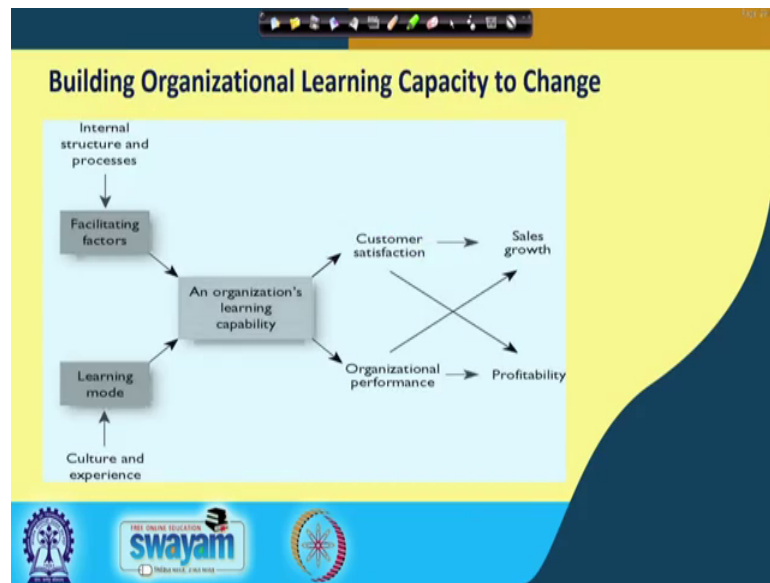 Building Organizational Learning Capacity to Change
Internal
structure and
processes
Facilitating
factors
Customer
satisfaction
Sales
growth
An organization's
learning
capability
Learning
mode
Organizational
performance
Profitability
Culture and
experience
FREE ONLINE EDUCATION
swayam